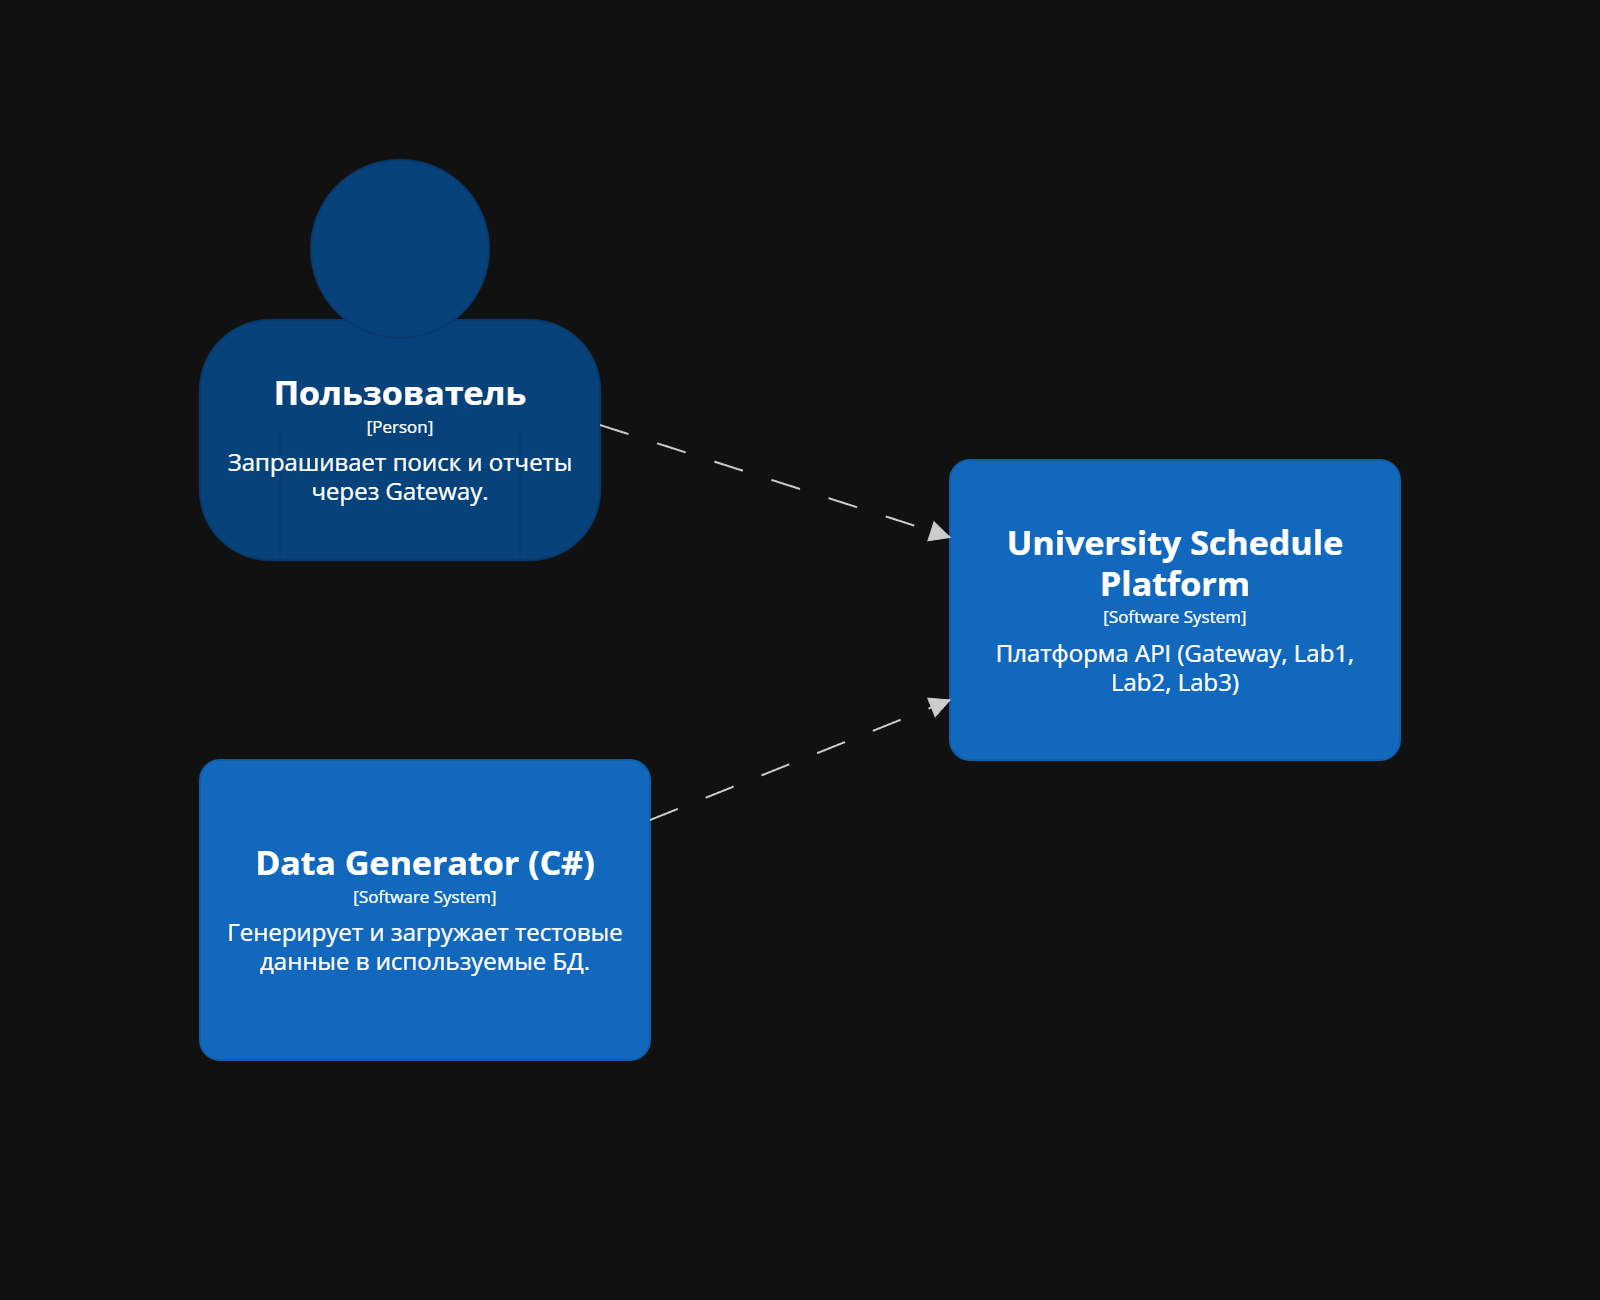 Пользователь
[Person]
Запрашивает поиск и отчеты
через Gateway.
University Schedule
Platform
[Software System]
Платформа API (Gateway, Lab1,
Lab2, Lab3)
Data Generator (C#)
[Software System]
Генерирует и загружает тестовые
данные в используемые БД.